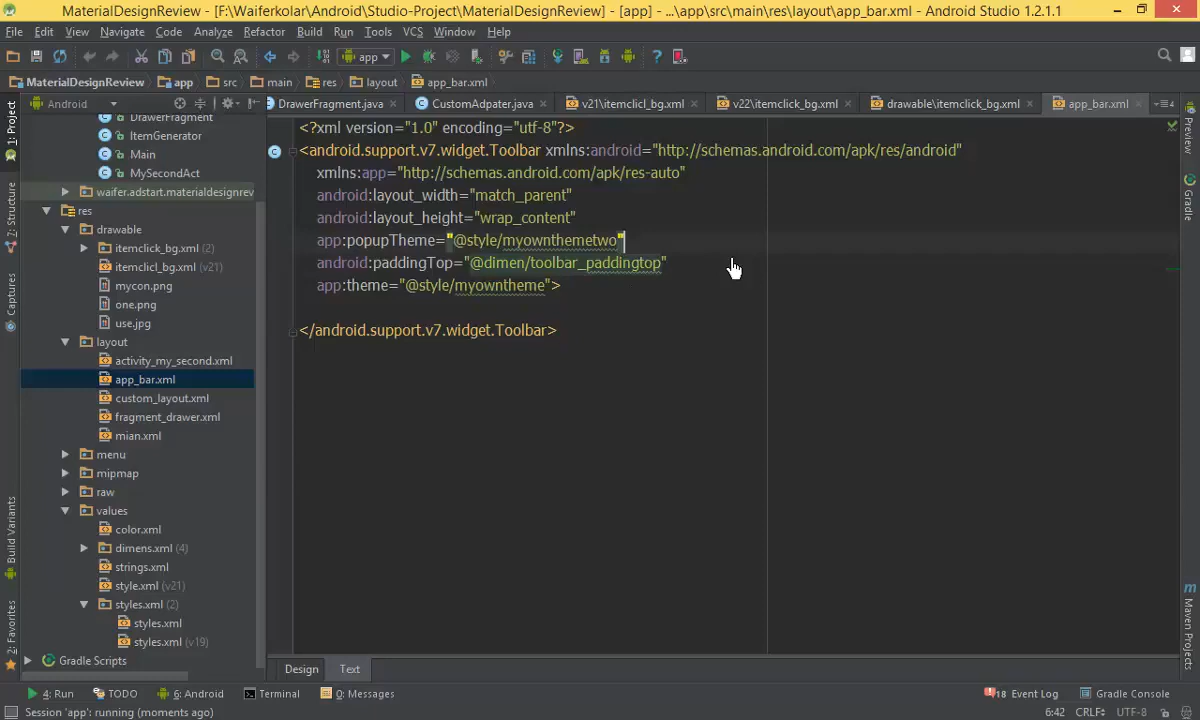 MaterialDesignReview - [F:\Waiferkolar\Android\Studio-Project\MaterialDesignReview] - [app] - ...\app\src\main\res\layout\app_bar.xml - Android Studio 1.2.1.1
File Edit View Navigate Code Analyze Refactor Build Run Tools VCS Window Help
app
MaterialDesignReview app src main res layout app_bar.xml
Android
DrawerFragment.java CustomAdpater.java v21\itemclicl_bg.xml v22\itemclick_bg.xml drawable\itemclick_bg.xml app_bar.xml
1: Project
7: Structure
Captures
Build Variants
2: Favorites
DrawerFragment
ItemGenerator
Main
MySecondAct
waifer.adstart.materialdesignrev
res
drawable
itemclick_bg.xml (2)
itemclicl_bg.xml (v21)
mycon.png
one.png
use.jpg
layout
activity_my_second.xml
app_bar.xml
custom_layout.xml
fragment_drawer.xml
mian.xml
menu
mipmap
raw
values
color.xml
dimens.xml (4)
strings.xml
style.xml (v21)
styles.xml (2)
styles.xml
styles.xml (v19)
Gradle Scripts
<?xml version="1.0" encoding="utf-8"?>
<android.support.v7.widget.Toolbar xmlns:android="http://schemas.android.com/apk/res/android"
xmlns:app="http://schemas.android.com/apk/res-auto"
android:layout_width="match_parent"
android:layout_height="wrap_content"
app:popupTheme="@style/myownthemetwo"
android:paddingTop="@dimen/toolbar_paddingtop"
app:theme="@style/myowntheme">
</android.support.v7.widget.Toolbar>
Preview
Gradle
Maven Projects
Design Text
4: Run TODO 6: Android Terminal 0: Messages 18 Event Log Gradle Console
Session 'app': running (moments ago) 6:42 CRLF UTF-8